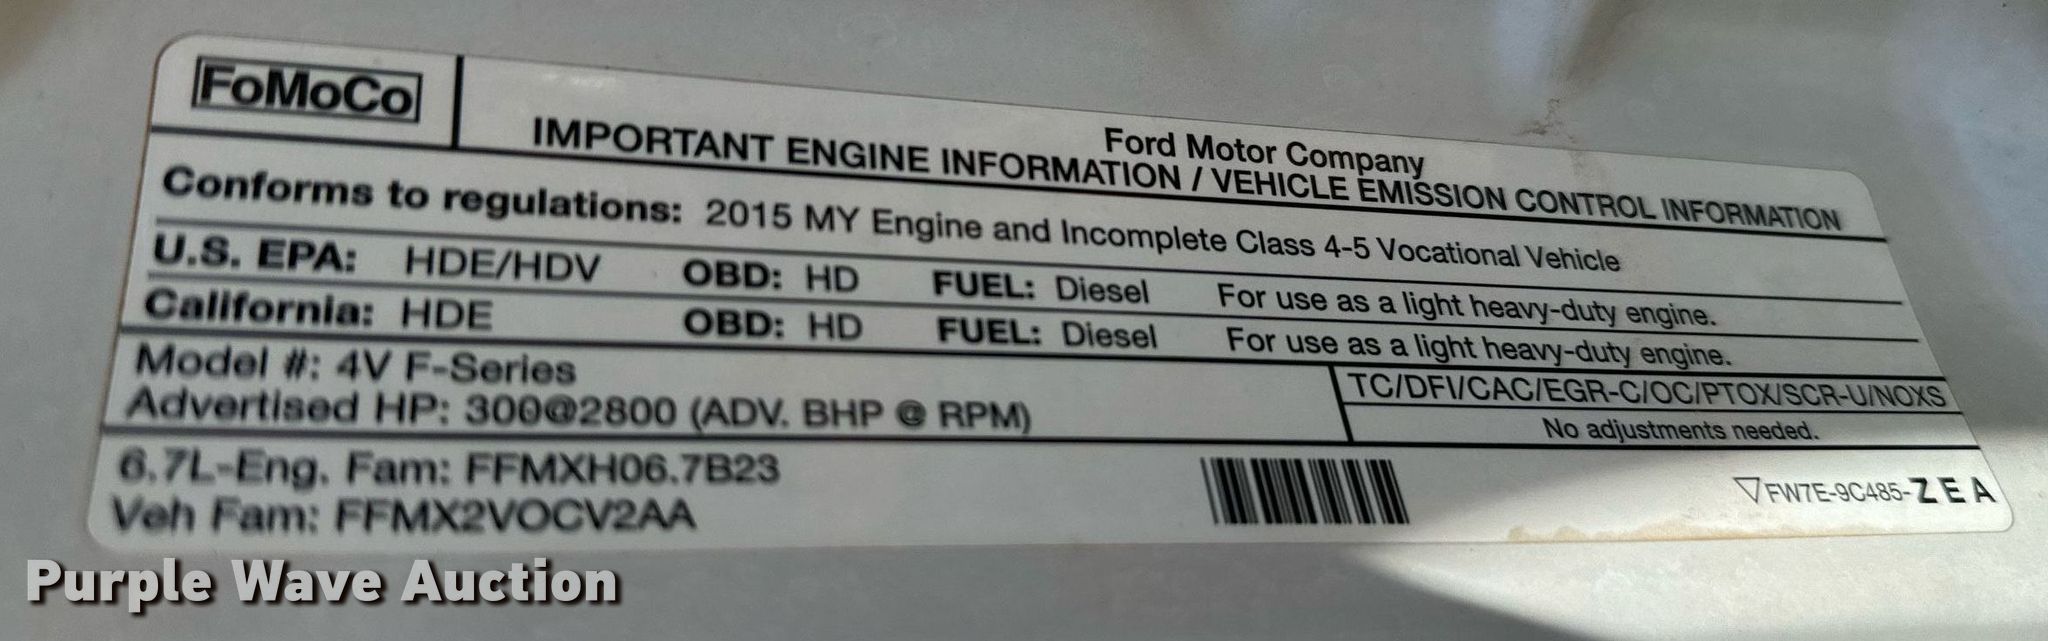 FoMoCo
Ford Motor Company
IMPORTANT ENGINE INFORMATION / VEHICLE EMISSION CONTROL INFORMATION
Conforms to regulations: 2015 MY Engine and Incomplete Class 4-5 Vocational Vehicle
U.S. EPA: HDE/HDV OBD: HD FUEL: Diesel For use as a light heavy-duty engine.
California: HDE OBD: HD FUEL: Diesel For use as a light heavy-duty engine.
Model #: 4V F-Series
Advertised HP: 300@2800 (ADV. BHP @ RPM)
TC/DFI/CAC/EGR-C/OC/PTOX/SCR-U/NOXS
No adjustments needed.
6.7L-Eng. Fam: FFMXH06.7B23
Veh Fam: FFMX2VOCV2AA
▽FW7E-9C485-ZEA
Purple Wave Auction